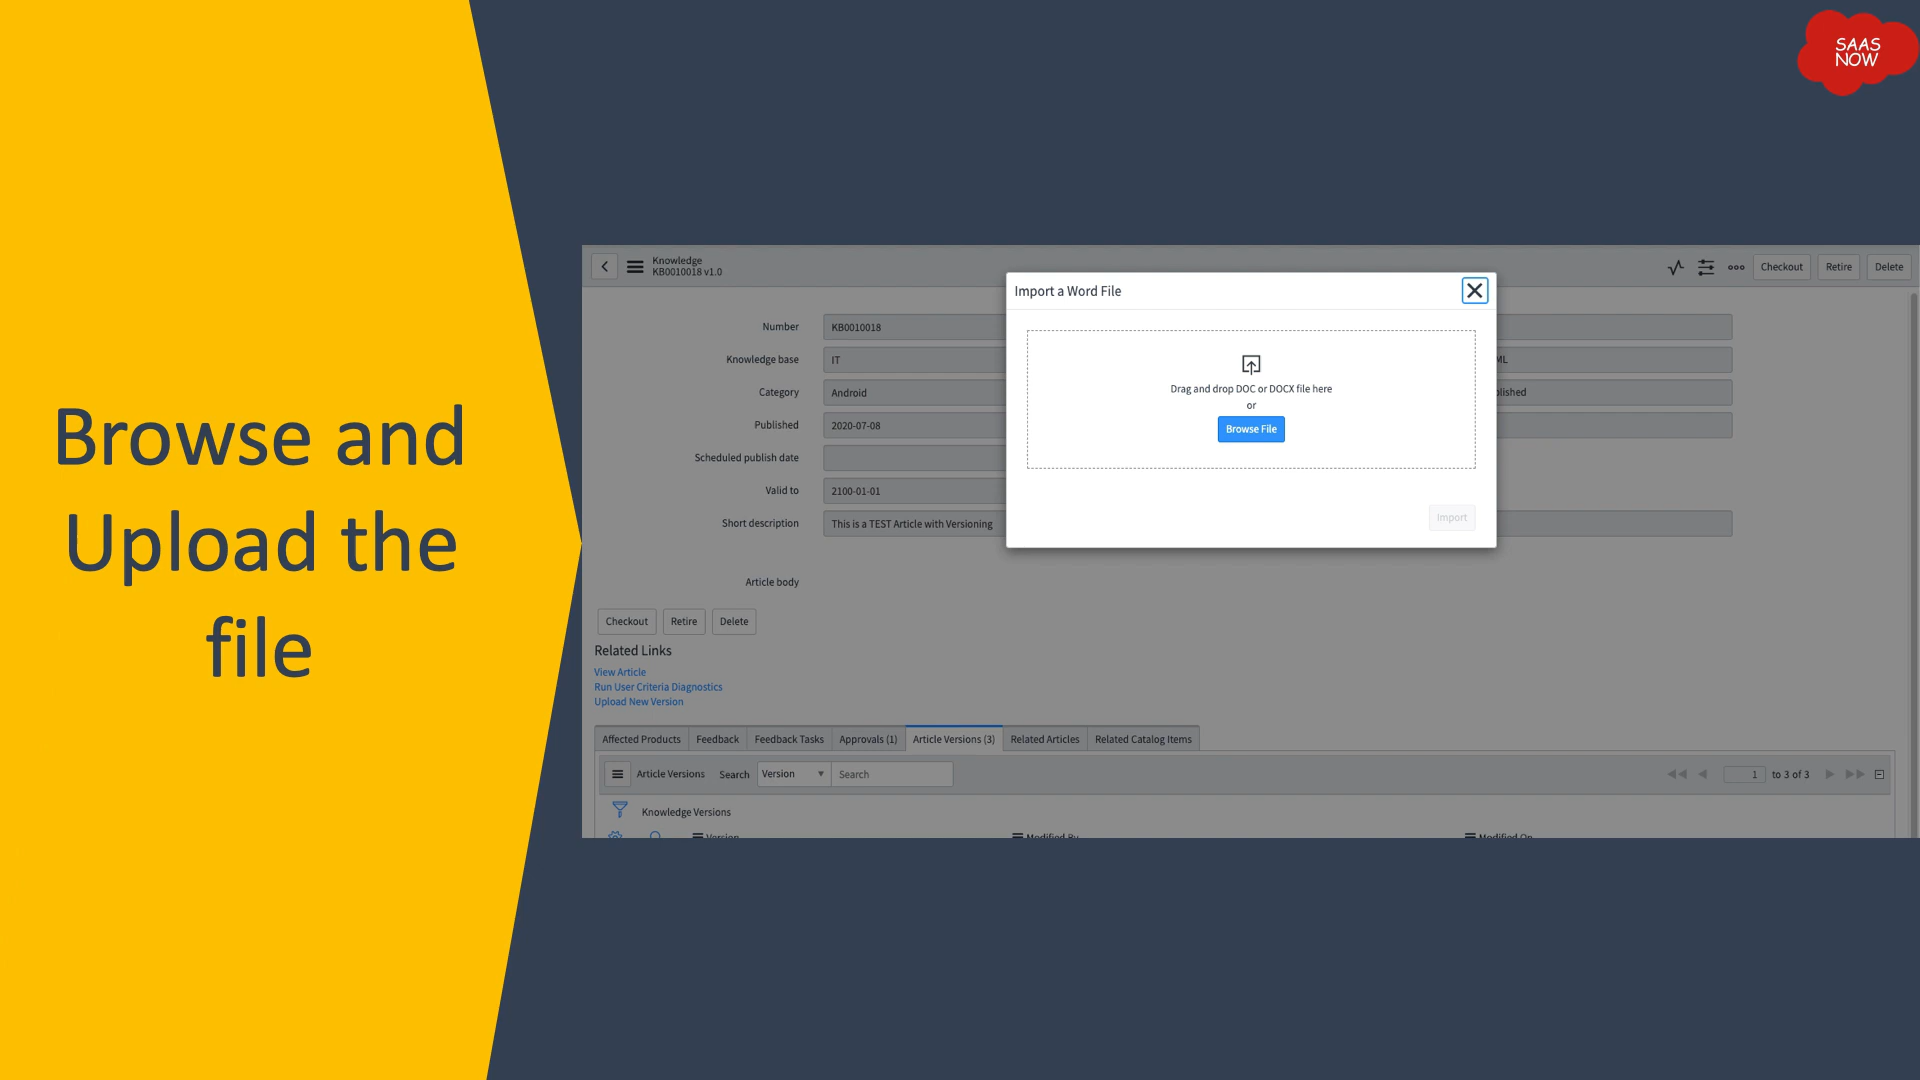 SAAS
NOW
Browse and
Upload the
file
Knowledge
KB0010018 v1.0
Checkout
Retire
Delete
Import a Word File
Drag and drop DOC or DOCX file here
or
Browse File
Import
Number
KB0010018
Knowledge base
IT
Category
Android
Published
2020-07-08
Scheduled publish date
Valid to
2100-01-01
Short description
This is a TEST Article with Versioning
Article body
Checkout
Retire
Delete
Related Links
View Article
Run User Criteria Diagnostics
Upload New Version
Affected Products
Feedback
Feedback Tasks
Approvals (1)
Article Versions (3)
Related Articles
Related Catalog Items
Article Versions
Search
Version
Search
1
to 3 of 3
Knowledge Versions
Version
Modified By
Modified On